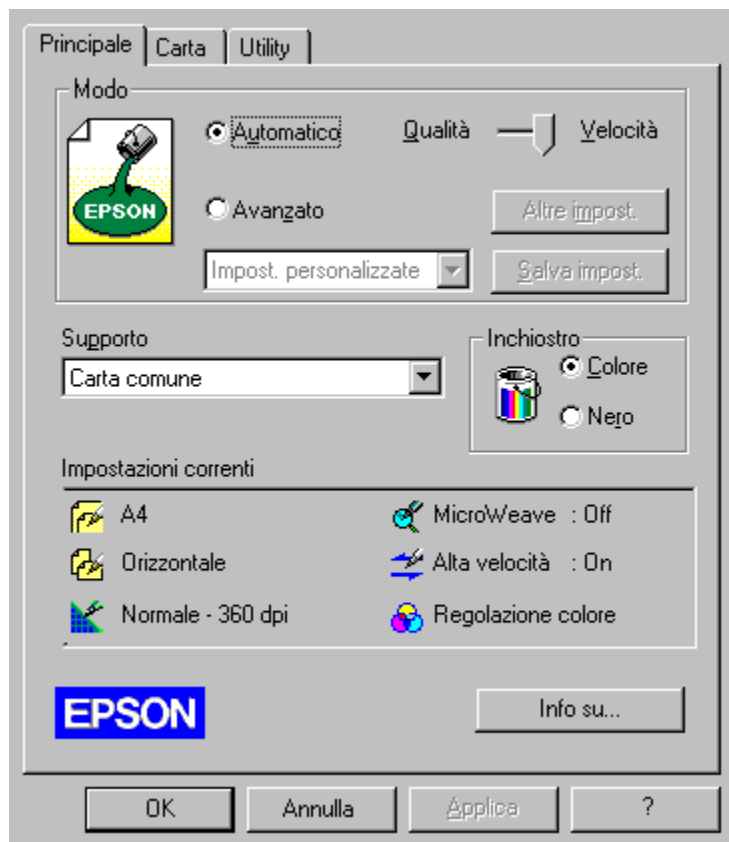 Principale Carta Utility
Modo
EPSON
Automatico
Qualità Velocità
Avanzato
Altre impost.
Impost. personalizzate
Salva impost.
Supporto
Carta comune
Inchiostro
Colore
Nero
Impostazioni correnti
A4
MicroWeave : Off
Orizzontale
Alta velocità : On
Normale - 360 dpi
Regolazione colore
EPSON
Info su...
OK Annulla Applica ?